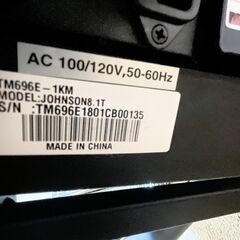 AC 100/120V,50-60Hz
TM696E-1KM
MODEL:JOHNSON8.1T
S/N :TM696E1801CB00135
MADE IN CHINA